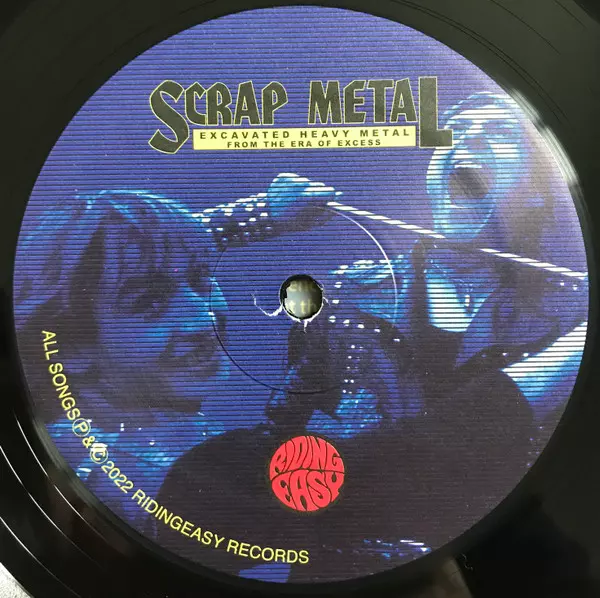 SCRAP METAL
EXCAVATED HEAVY METAL
FROM THE ERA OF EXCESS
RIDING
EASY
ALL SONGS Ⓟ & © 2022 RIDINGEASY RECORDS